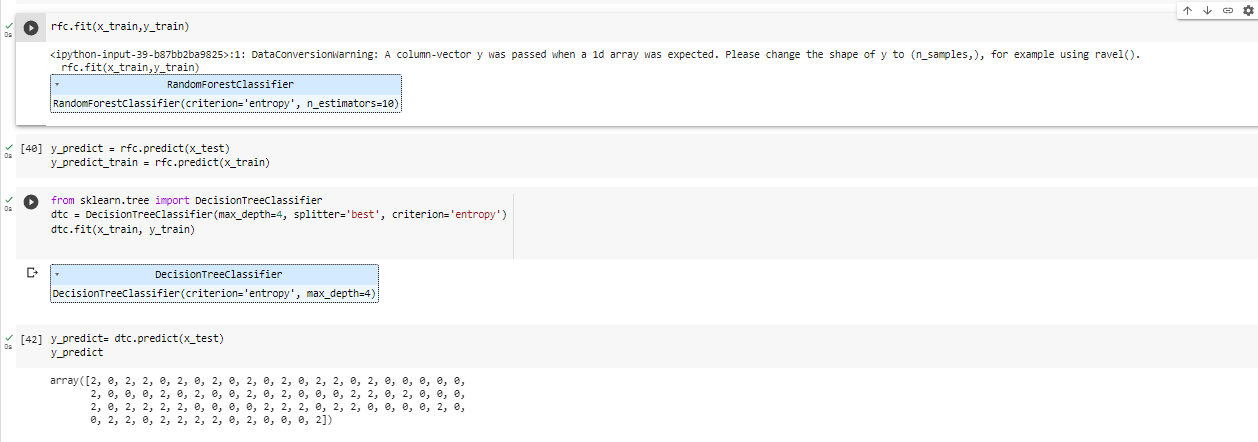 rfc.fit(x_train,y_train)
0s
<ipython-input-39-b87bb2ba9825>:1: DataConversionWarning: A column-vector y was passed when a 1d array was expected. Please change the shape of y to (n_samples,), for example using ravel().
rfc.fit(x_train,y_train)
RandomForestClassifier
RandomForestClassifier(criterion='entropy', n_estimators=10)
[40] y_predict = rfc.predict(x_test)
0s
y_predict_train = rfc.predict(x_train)
from sklearn.tree import DecisionTreeClassifier
0s
dtc = DecisionTreeClassifier(max_depth=4, splitter='best', criterion='entropy')
dtc.fit(x_train, y_train)
DecisionTreeClassifier
DecisionTreeClassifier(criterion='entropy', max_depth=4)
[42] y_predict= dtc.predict(x_test)
0s
y_predict
array([2, 0, 2, 2, 0, 2, 0, 2, 0, 2, 0, 2, 0, 2, 2, 0, 2, 0, 0, 0, 0, 0,
2, 0, 0, 0, 2, 0, 2, 0, 0, 2, 0, 2, 0, 0, 0, 2, 2, 0, 2, 0, 0, 0,
2, 0, 2, 2, 2, 2, 0, 0, 0, 0, 2, 2, 2, 0, 2, 2, 0, 0, 0, 0, 2, 0,
0, 2, 2, 0, 2, 2, 2, 2, 0, 2, 0, 0, 0, 2])